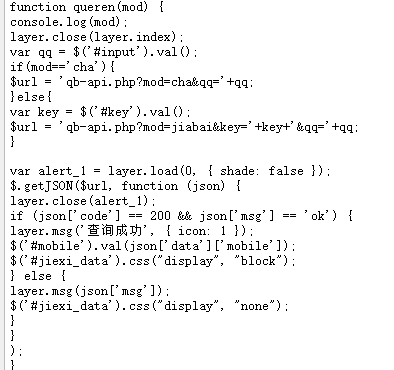 function queren(mod) {
console.log(mod);
layer.close(layer.index);
var qq = $('#input').val();
if(mod=='cha'){
$url = 'qb-api.php?mod=cha&qq='+qq;
}else{
var key = $('#key').val();
$url = 'qb-api.php?mod=jiabai&key='+key+'&qq='+qq;
}
var alert_1 = layer.load(0, { shade: false });
$.getJSON($url, function (json) {
layer.close(alert_1);
if (json['code'] == 200 && json['msg'] == 'ok') {
layer.msg('查询成功', { icon: 1 });
$('#mobile').val(json['data']['mobile']);
$('#jiexi_data').css("display", "block");
} else {
layer.msg(json['msg']);
$('#jiexi_data').css("display", "none");
}
}
);
}